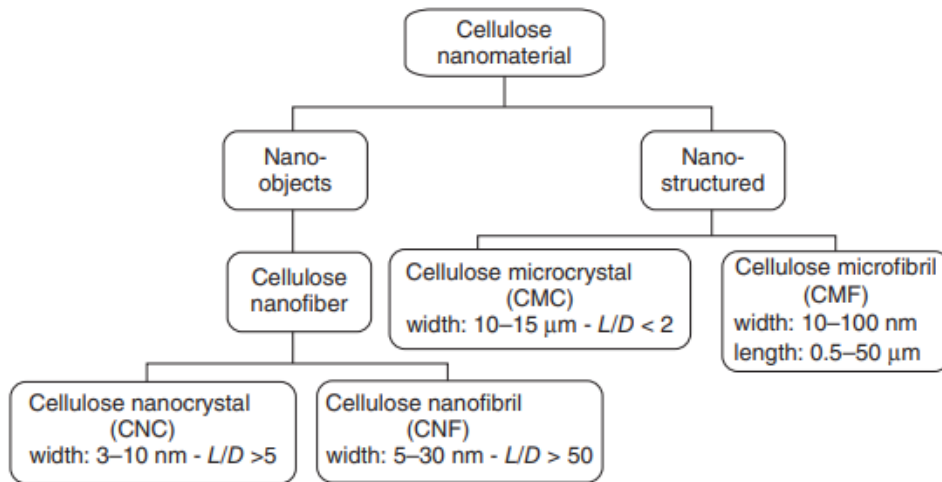 Cellulose
nanomaterial
Nano-
objects
Nano-
structured
Cellulose
nanofiber
Cellulose microcrystal
(CMC)
width: 10–15 μm - L/D < 2
Cellulose microfibril
(CMF)
width: 10–100 nm
length: 0.5–50 μm
Cellulose nanocrystal
(CNC)
width: 3–10 nm - L/D >5
Cellulose nanofibril
(CNF)
width: 5–30 nm - L/D > 50